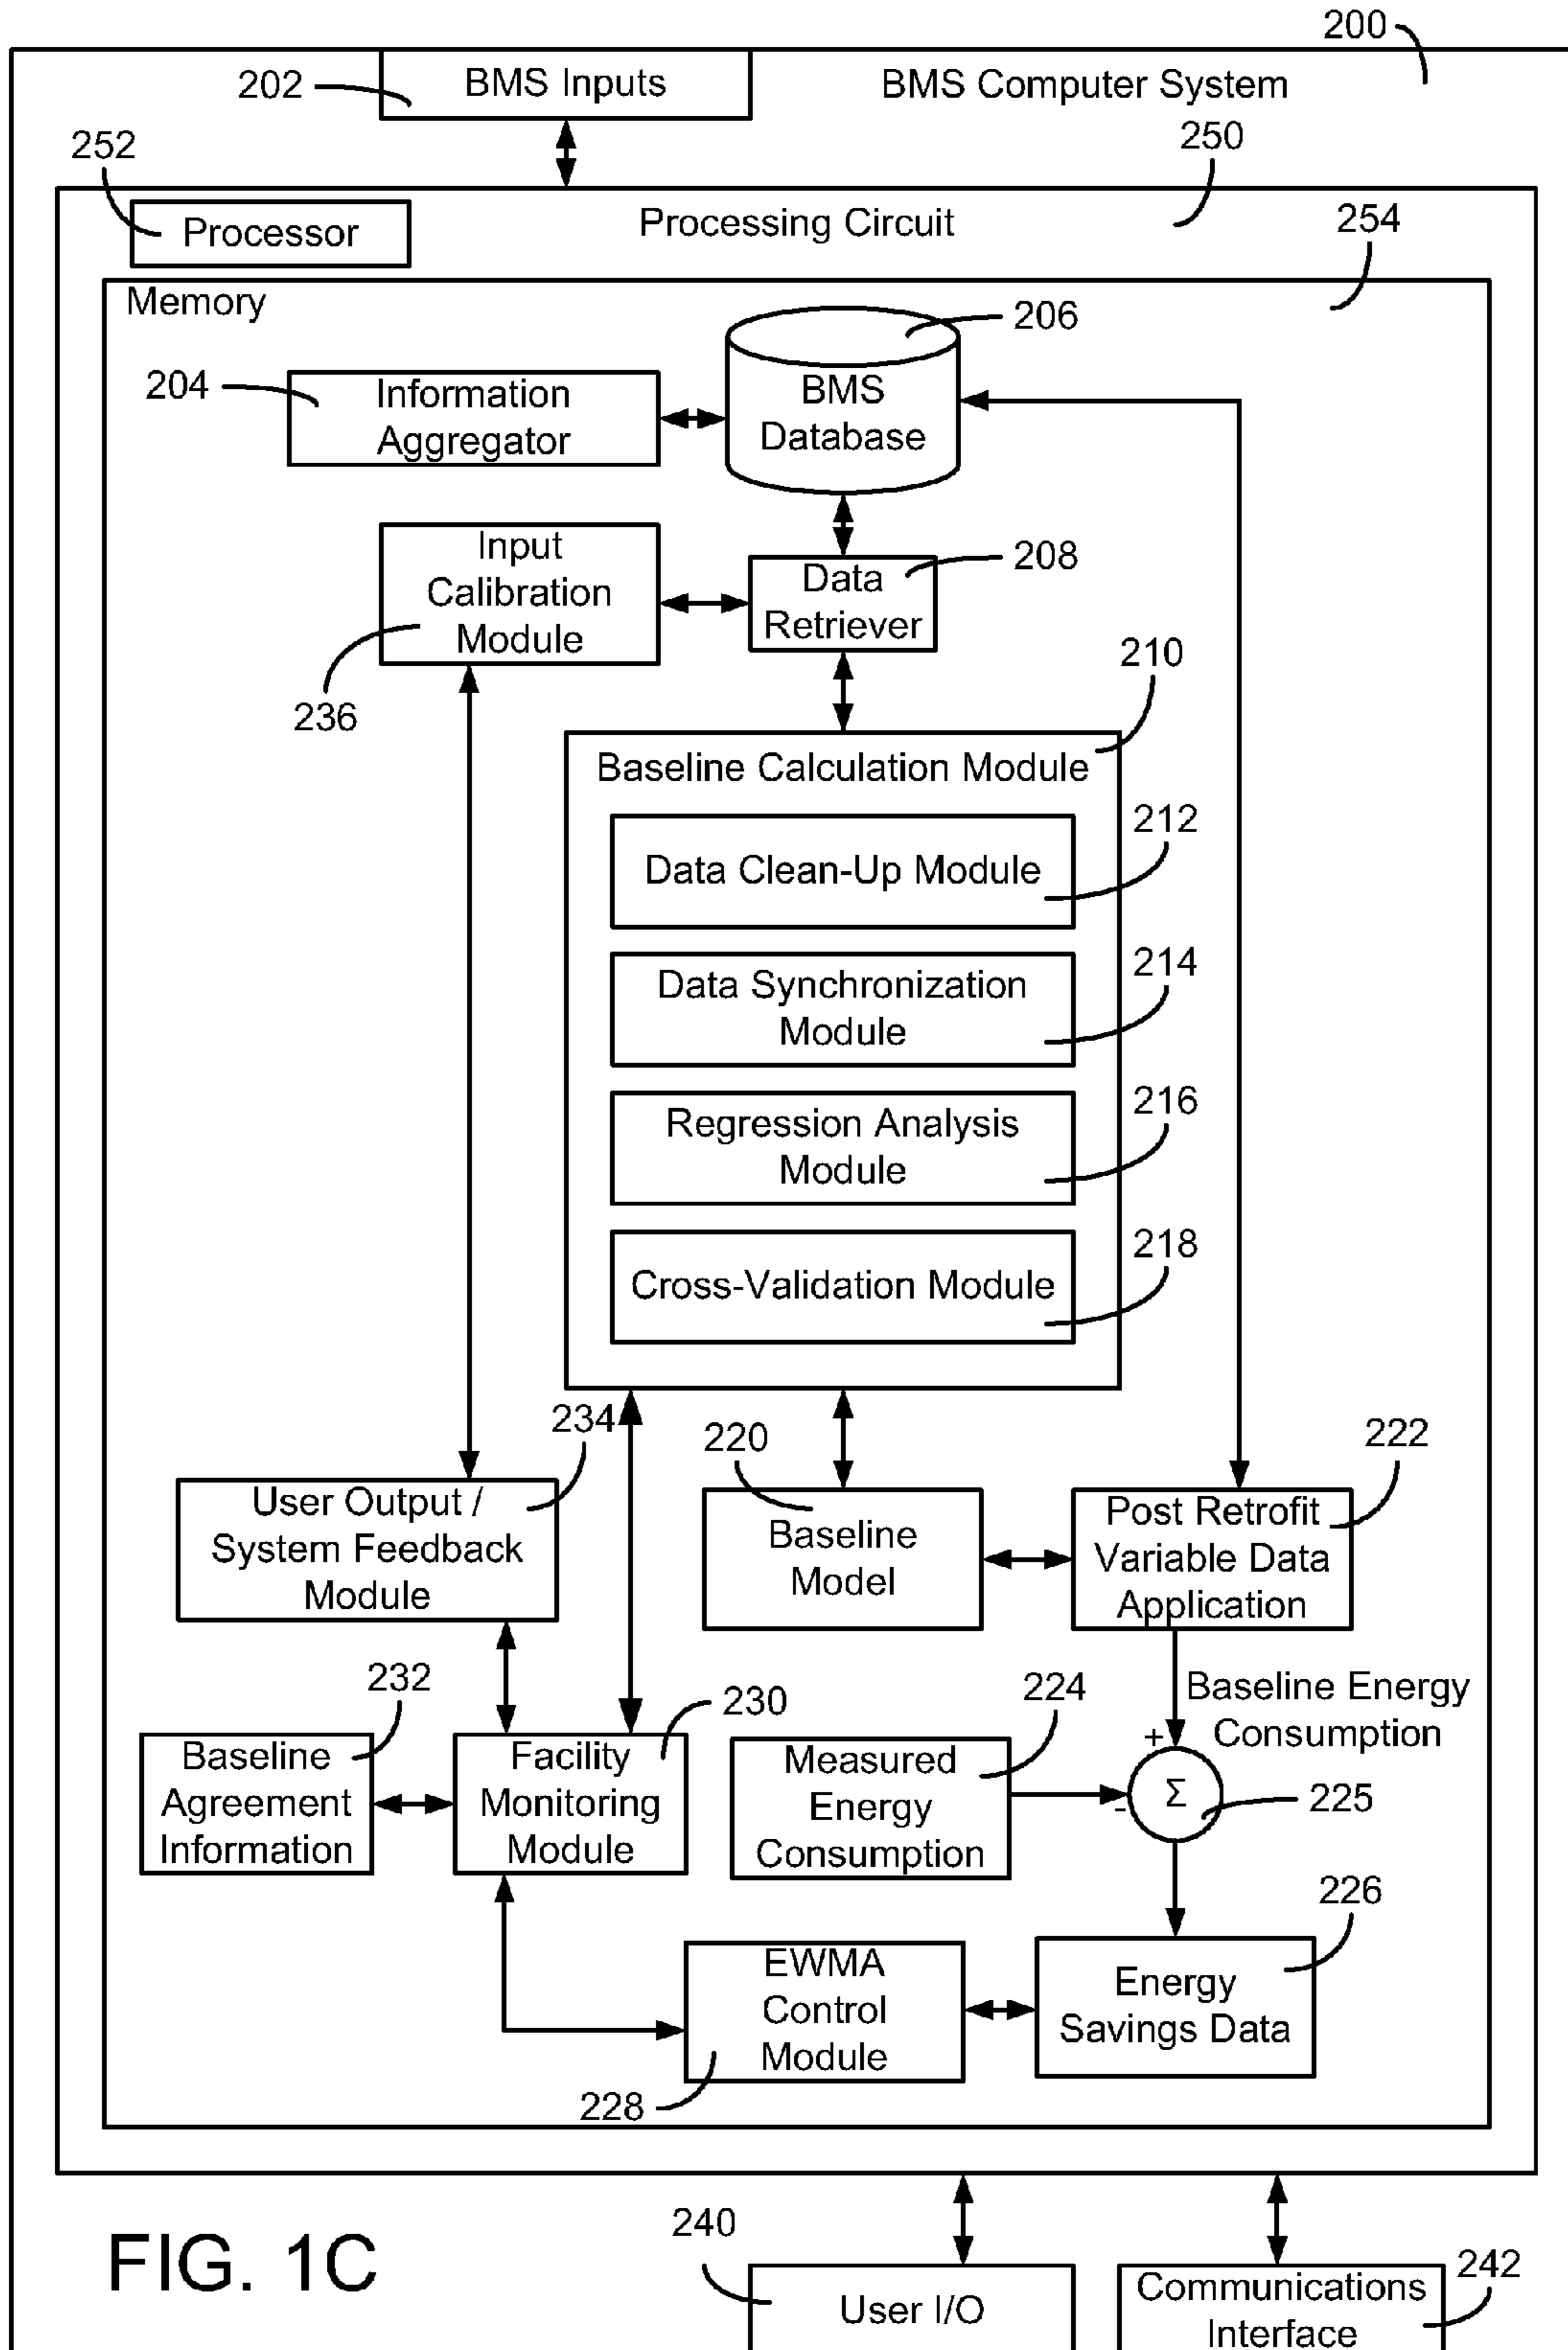 200
202
BMS Inputs
BMS Computer System
252
250
Processor
Processing Circuit
254
Memory
206
204
Information
Aggregator
BMS
Database
Input
Calibration
Module
236
Data
Retriever
208
210
Baseline Calculation Module
Data Clean-Up Module
212
Data Synchronization
Module
214
Regression Analysis
Module
216
Cross-Validation Module
218
234
User Output /
System Feedback
Module
220
Baseline
Model
222
Post Retrofit
Variable Data
Application
232
Baseline
Agreement
Information
230
Facility
Monitoring
Module
224
Measured
Energy
Consumption
Baseline Energy
Consumption
+
-
Σ
225
226
EWMA
Control
Module
228
Energy
Savings Data
FIG. 1C
240
User I/O
242
Communications
Interface